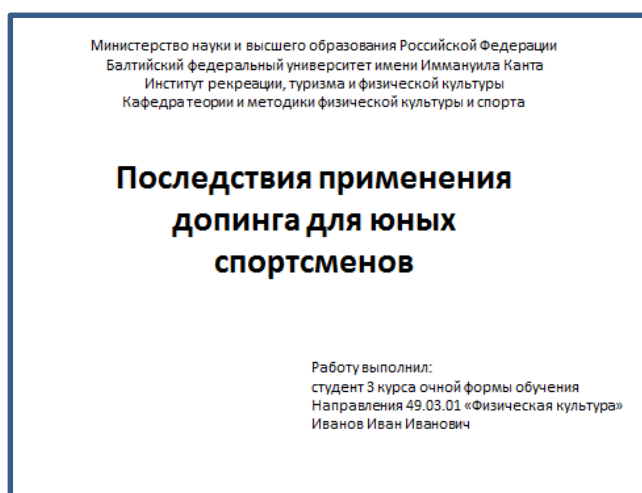 Министерство науки и высшего образования Российской Федерации
Балтийский федеральный университет имени Иммануила Канта
Институт рекреации, туризма и физической культуры
Кафедра теории и методики физической культуры и спорта
Последствия применения
допинга для юных
спортсменов
Работу выполнил:
студент 3 курса очной формы обучения
Направления 49.03.01 «Физическая культура»
Иванов Иван Иванович